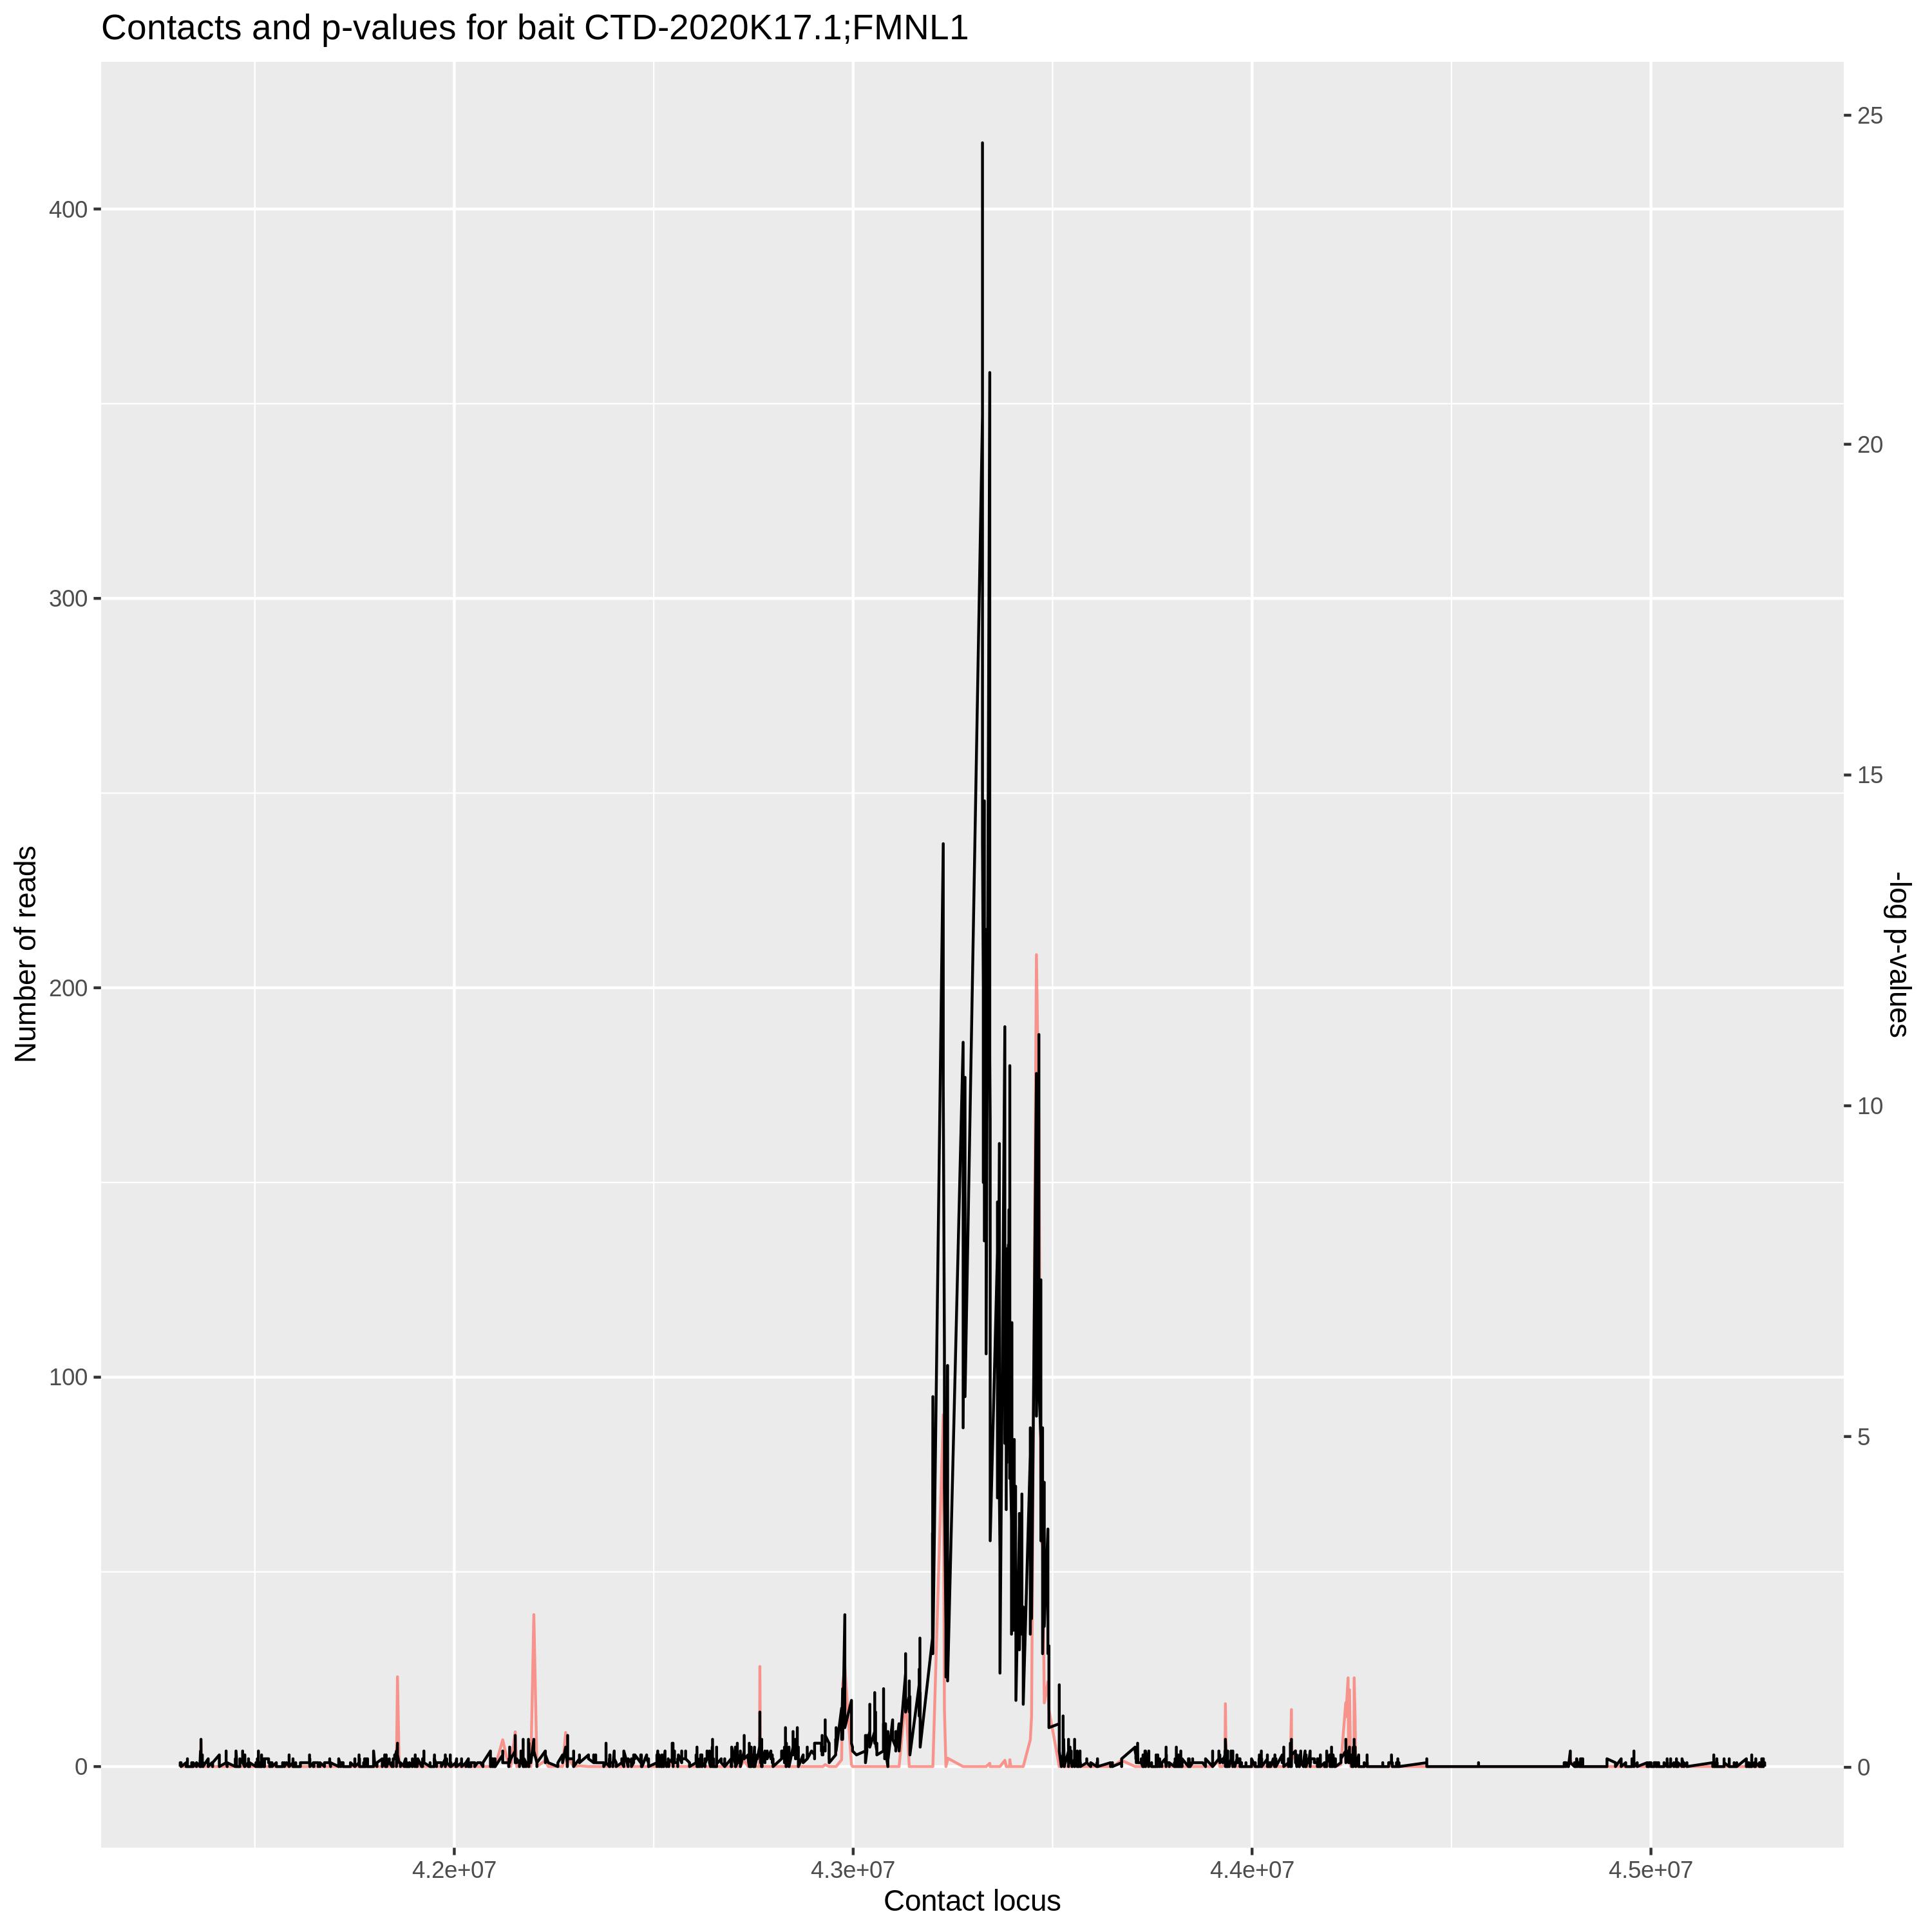 Contacts and p-values for bait CTD-2020K17.1;FMNL1
Number of reads
400
300
200
100
0
25
20
15
10
5
0
-log p-values
4.2e+07
4.3e+07
4.4e+07
4.5e+07
Contact locus